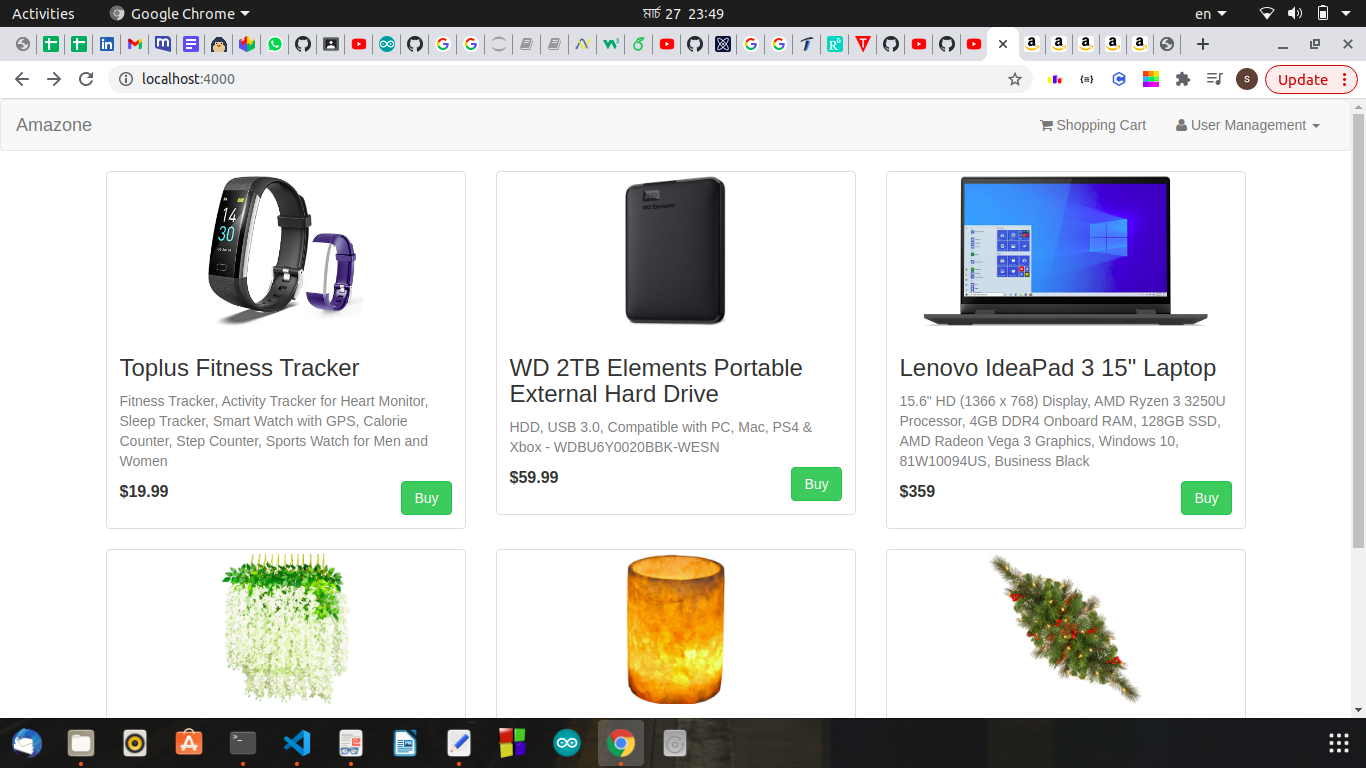 Activities
Google Chrome
মার্চ 27 23:49
en
localhost:4000
S
Update
Amazone
Shopping Cart
User Management
14
30
WD Elements
Toplus Fitness Tracker
Fitness Tracker, Activity Tracker for Heart Monitor,
Sleep Tracker, Smart Watch with GPS, Calorie
Counter, Step Counter, Sports Watch for Men and
Women
$19.99
Buy
WD 2TB Elements Portable
External Hard Drive
HDD, USB 3.0, Compatible with PC, Mac, PS4 &
Xbox - WDBU6Y0020BBK-WESN
$59.99
Buy
Lenovo IdeaPad 3 15" Laptop
15.6" HD (1366 x 768) Display, AMD Ryzen 3 3250U
Processor, 4GB DDR4 Onboard RAM, 128GB SSD,
AMD Radeon Vega 3 Graphics, Windows 10,
81W10094US, Business Black
$359
Buy